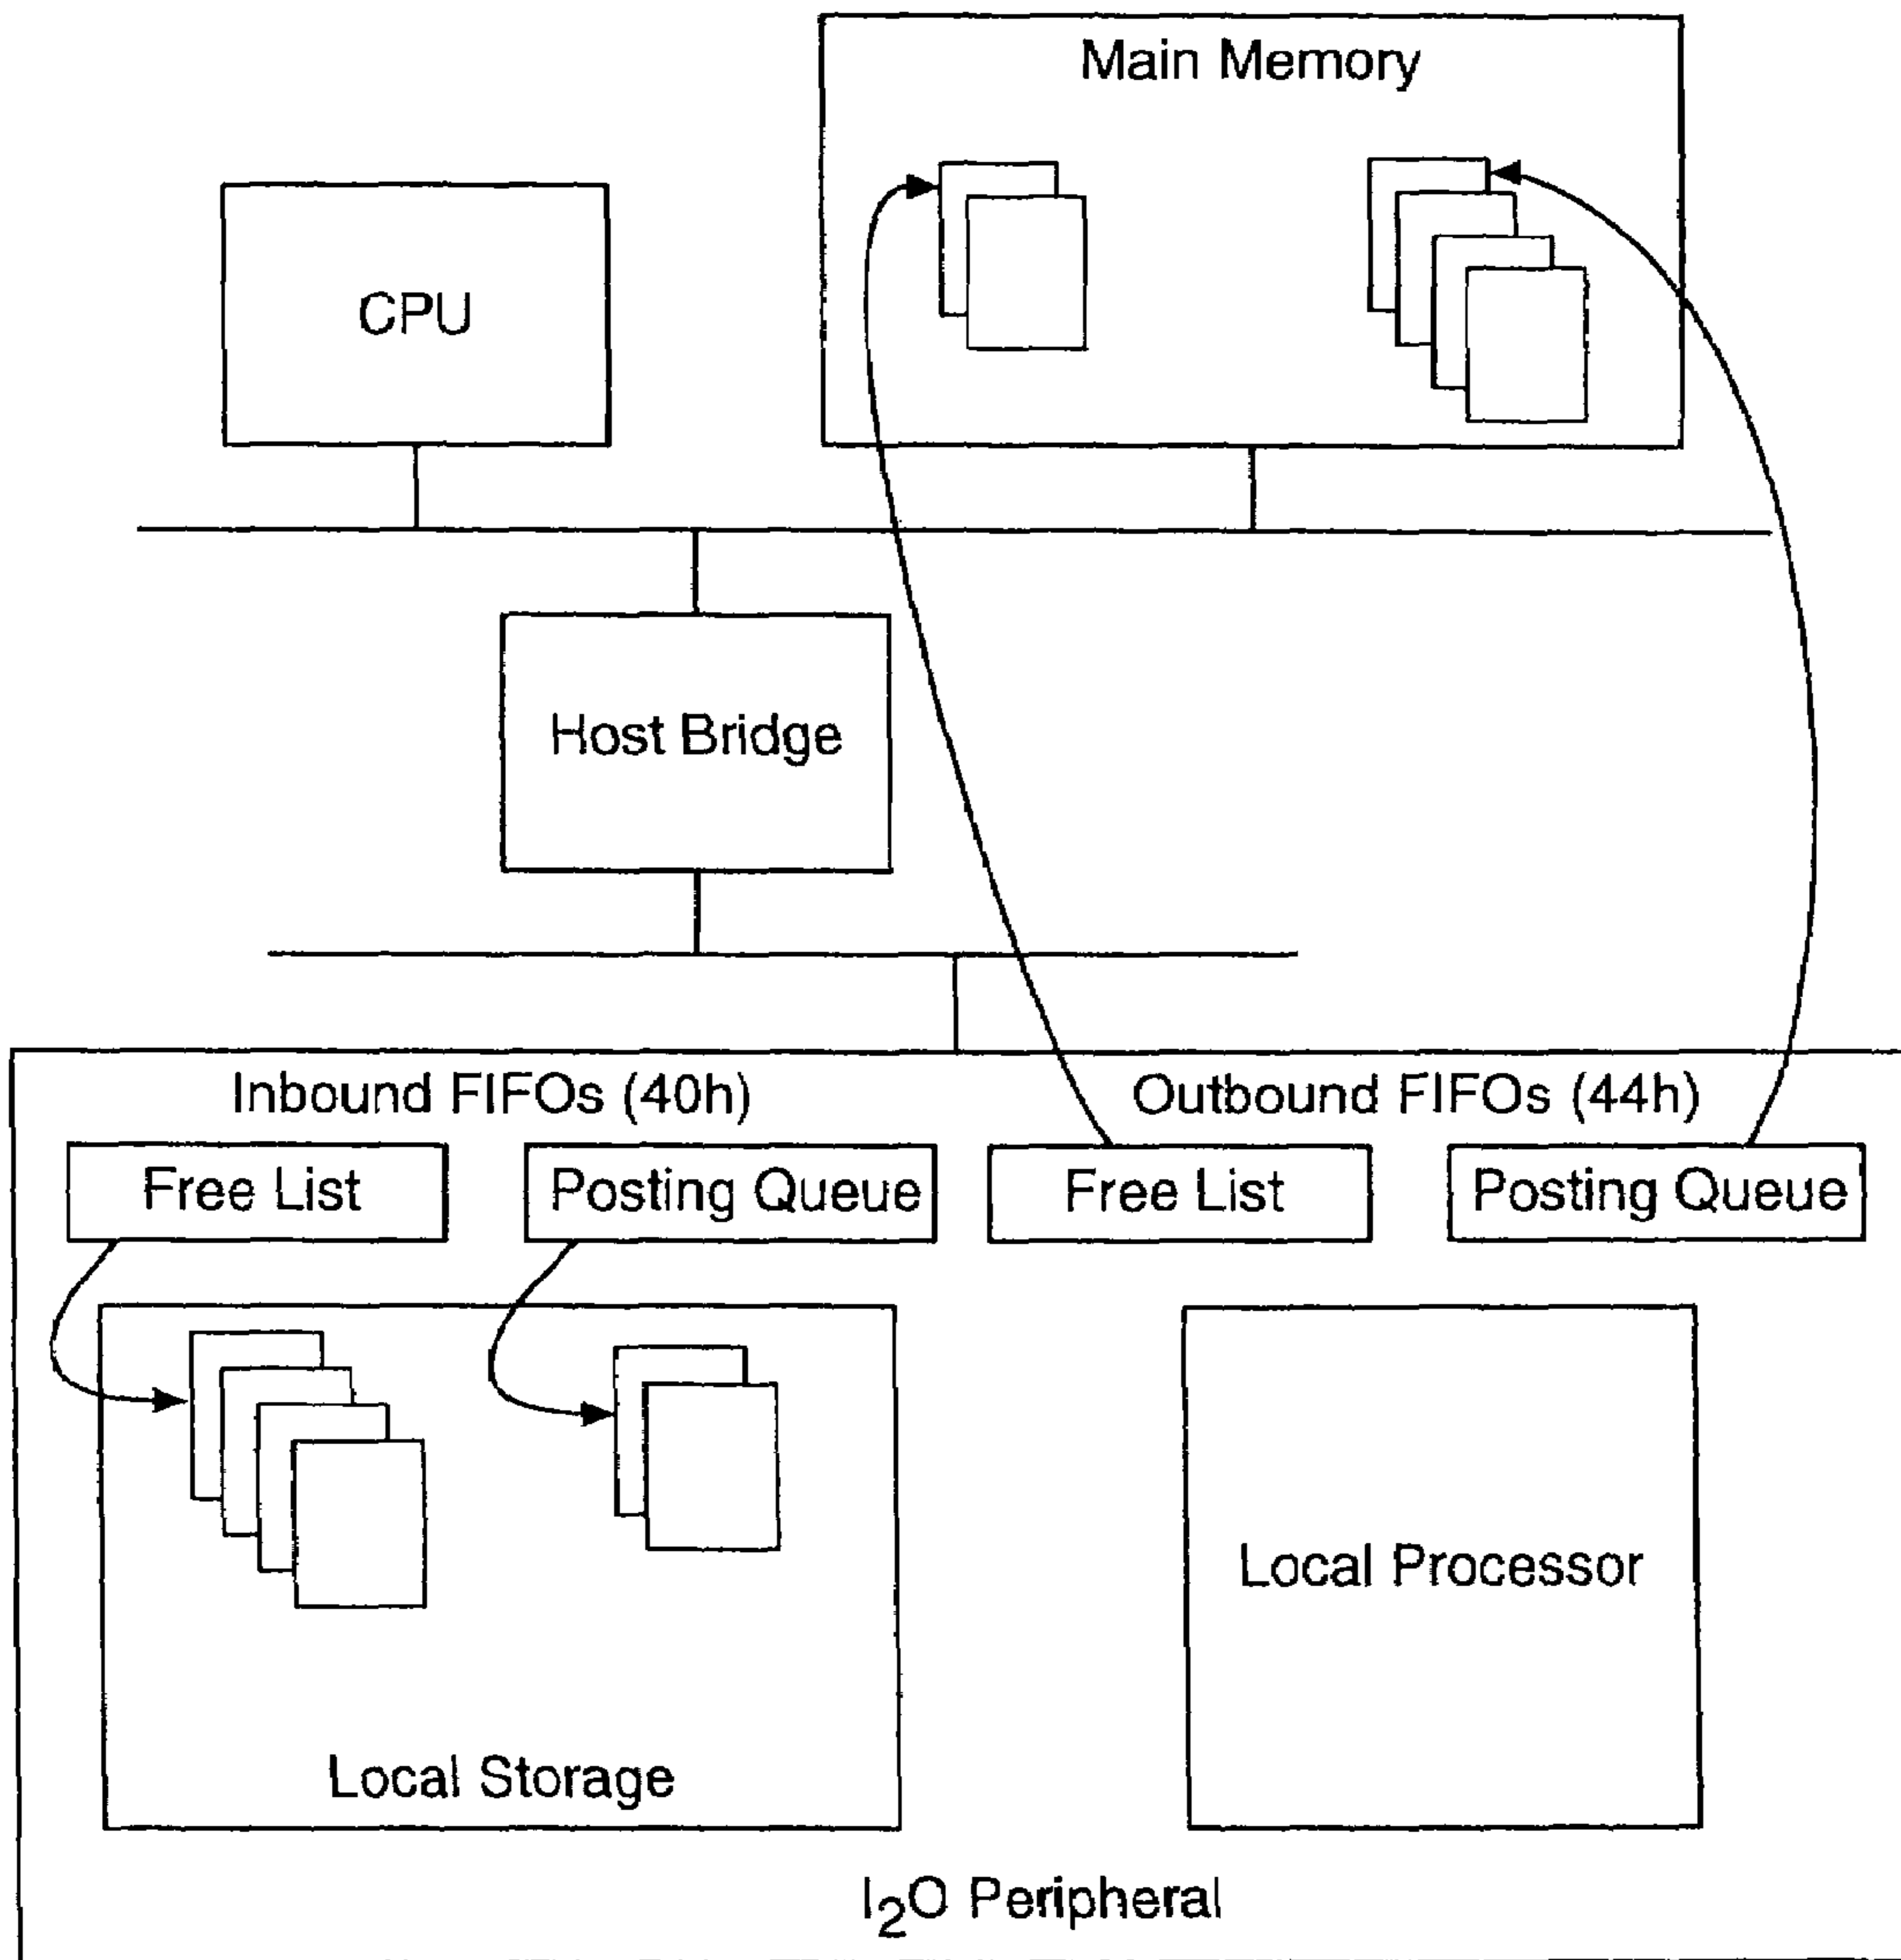 Main Memory
CPU
Host Bridge
Inbound FIFOs (40h)
Outbound FIFOs (44h)
Free List
Posting Queue
Free List
Posting Queue
Local Processor
Local Storage
I₂O Peripheral